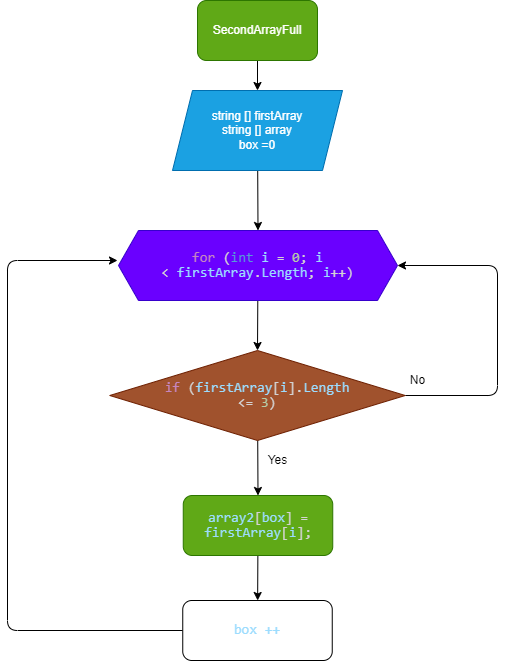 SecondArrayFull
string [] firstArray
string [] array
box =0
for (int i = 0; i
< firstArray.Length; i++)
if (firstArray[i].Length
<= 3)
No
Yes
array2[box] =
firstArray[i];
box ++